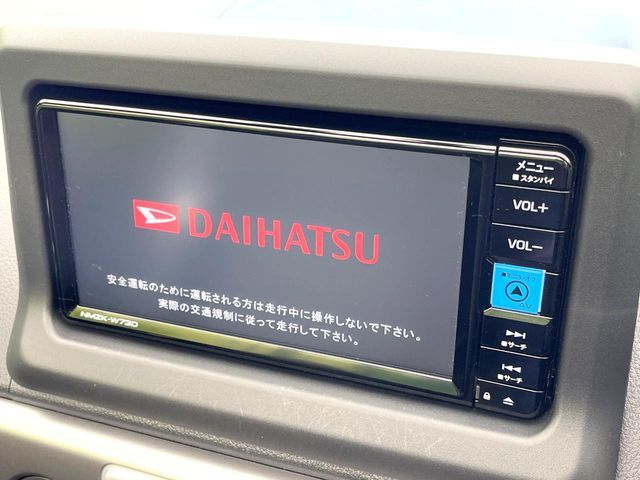 DAIHATSU
安全運転のために運転される方は走行中に操作しないで下さい。
実際の交通規制に従って走行して下さい。
NMZK-W73D
メニュー
スタンバイ
VOL+
VOL−
AV
サーチ
サーチ